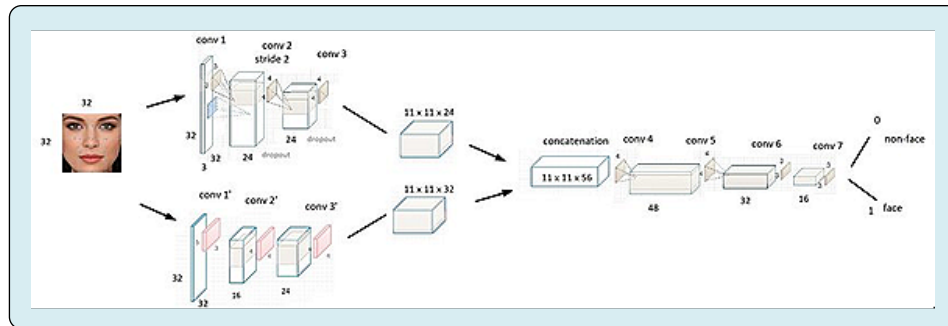 32
32
conv 1
conv 2
stride 2
conv 3
32
32
3
24
dropout
24
dropout
11 x 11 x 24
conv 1'
conv 2'
conv 3'
32
32
16
24
11 x 11 x 32
concatenation
11 x 11 x 56
conv 4
48
conv 5
32
conv 6
16
conv 7
0
non-face
1
face